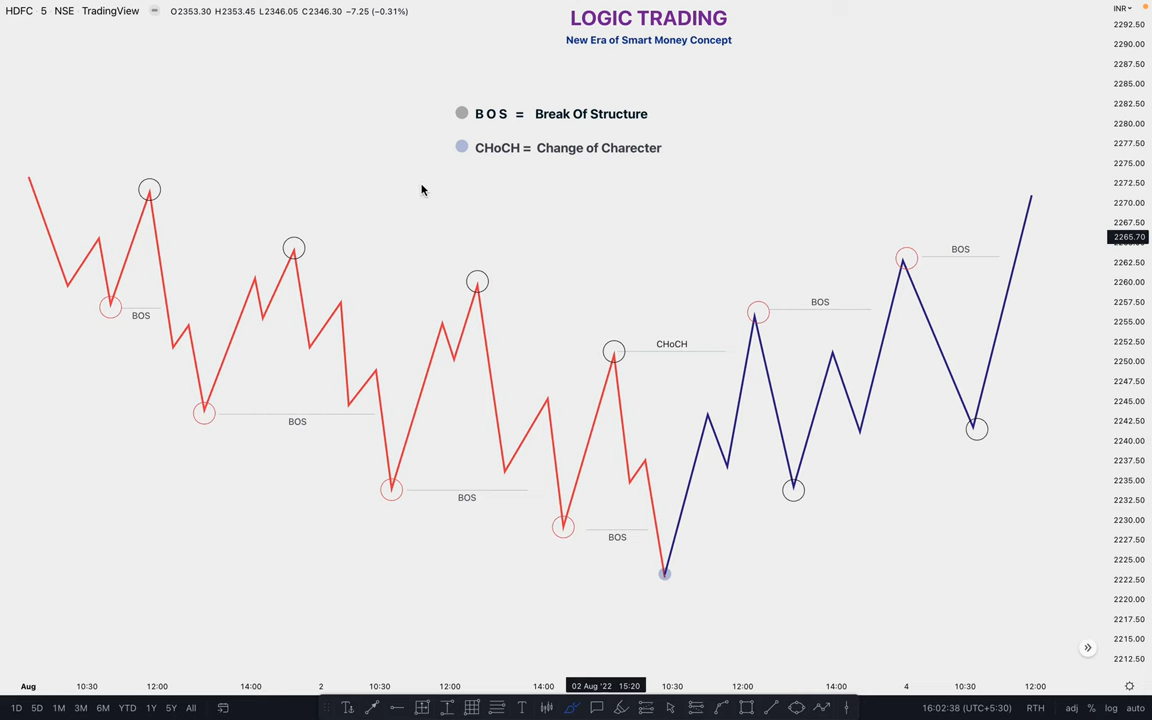 HDFC 5 NSE TradingView O2353.30 H2353.45 L2346.05 C2346.30 −7.25 (−0.31%)
LOGIC TRADING
New Era of Smart Money Concept
B O S = Break Of Structure
CHoCH = Change of Charecter
BOS
BOS
BOS
BOS
CHoCH
BOS
BOS
INR
2292.50
2290.00
2287.50
2285.00
2282.50
2280.00
2277.50
2275.00
2272.50
2270.00
2267.50
2265.70
2262.50
2260.00
2257.50
2255.00
2252.50
2250.00
2247.50
2245.00
2242.50
2240.00
2237.50
2235.00
2232.50
2230.00
2227.50
2225.00
2222.50
2220.00
2217.50
2215.00
2212.50
Aug 10:30 12:00 14:00 2 10:30 12:00 14:00 02 Aug '22 15:20 10:30 12:00 14:00 4 10:30 12:00
1D 5D 1M 3M 6M YTD 1Y 5Y All 16:02:38 (UTC+5:30) RTH adj % log auto